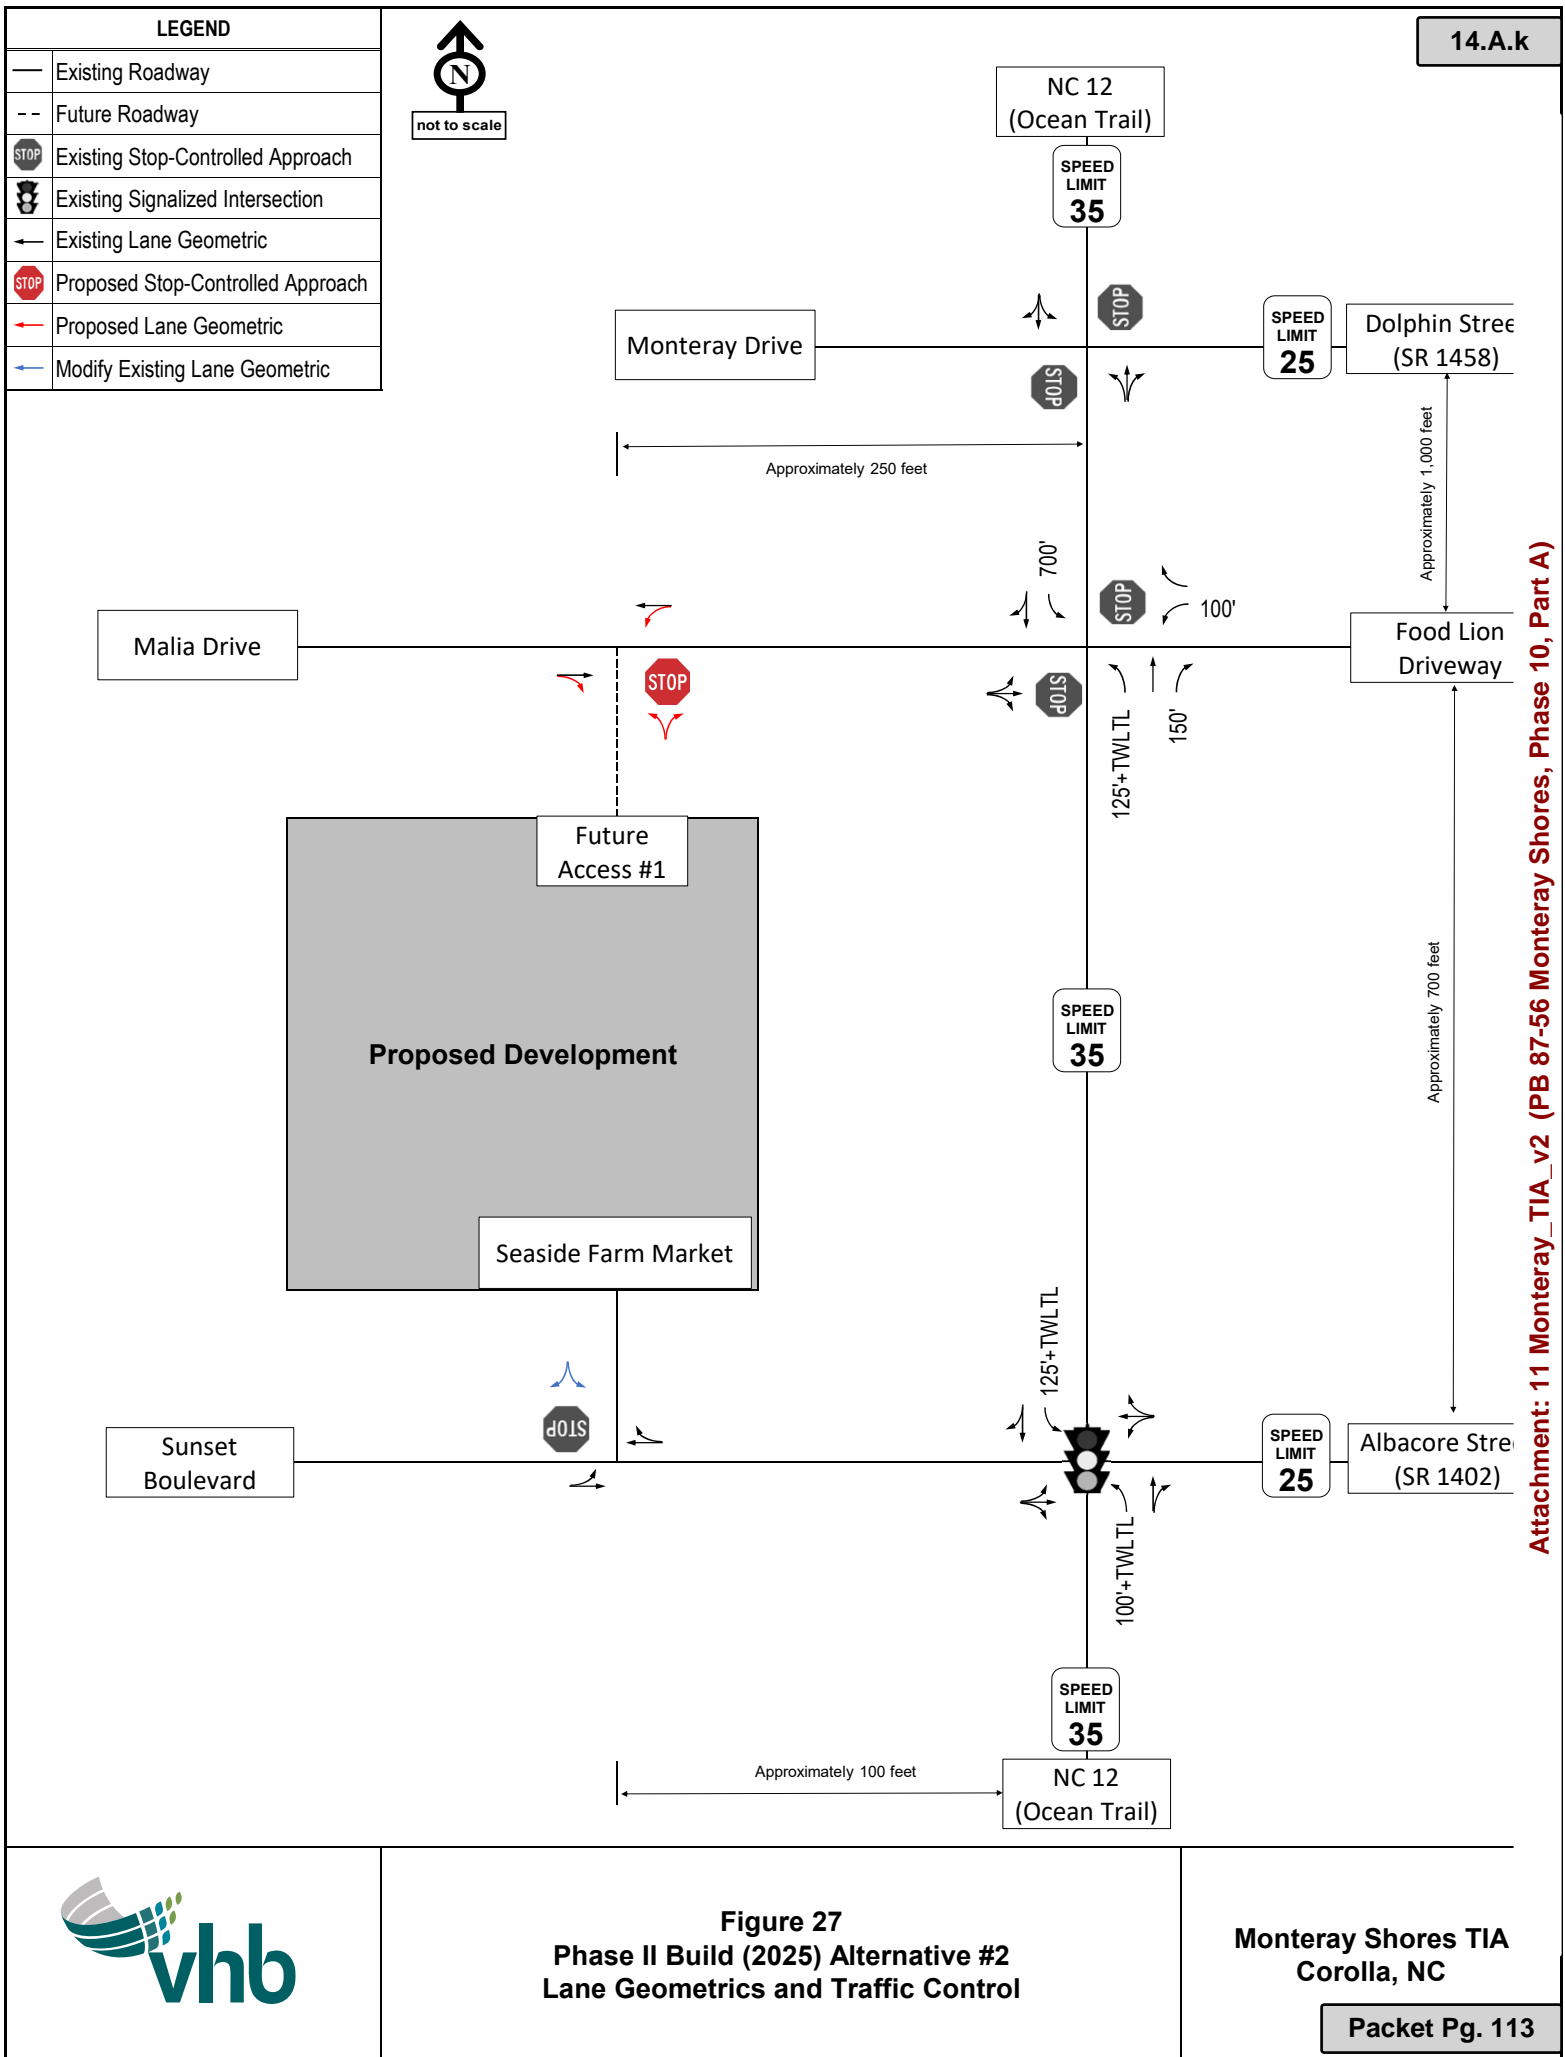 LEGEND
Existing Roadway
Future Roadway
STOP Existing Stop-Controlled Approach
Existing Signalized Intersection
Existing Lane Geometric
STOP Proposed Stop-Controlled Approach
Proposed Lane Geometric
Modify Existing Lane Geometric
N
not to scale
14.A.k
NC 12
(Ocean Trail)
SPEED
LIMIT
35
STOP
Monteray Drive
SPEED
LIMIT
25
Dolphin Stree
(SR 1458)
STOP
Approximately 250 feet
Approximately 1,000 feet
700'
STOP
100'
Malia Drive
Food Lion
Driveway
STOP
STOP
125'+TWLTL
150'
Future
Access #1
Proposed Development
SPEED
LIMIT
35
Approximately 700 feet
Seaside Farm Market
125'+TWLTL
STOP
Sunset
Boulevard
SPEED
LIMIT
25
Albacore Stre
(SR 1402)
100'+TWLTL
SPEED
LIMIT
35
Approximately 100 feet
NC 12
(Ocean Trail)
Attachment: 11 Monteray_TIA_v2 (PB 87-56 Monteray Shores, Phase 10, Part A)
vhb
Figure 27
Phase II Build (2025) Alternative #2
Lane Geometrics and Traffic Control
Monteray Shores TIA
Corolla, NC
Packet Pg. 113